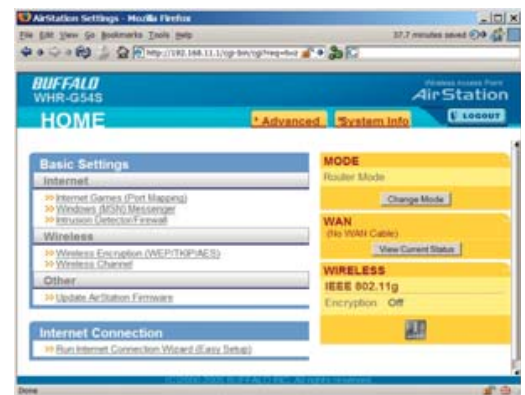 AirStation Settings - Mozilla Firefox
File Edit View Go Bookmarks Tools Help
37.7 minutes saved
BUFFALO
WHR-G54S
Wireless Access Point
AirStation
HOME
Advanced
System Info
LOGOUT
Basic Settings
Internet
Internet Games (Port Mapping)
Windows (MSN) Messenger
Intrusion Detector/Firewall
Wireless
Wireless Encryption (WEP/TKIP/AES)
Wireless Channel
Other
Update AirStation Firmware
Internet Connection
Run Internet Connection Wizard (Easy Setup)
MODE
Router Mode
Change Mode
WAN
(No WAN Cable)
View Current Status
WIRELESS
IEEE 802.11g
Encryption Off
Done